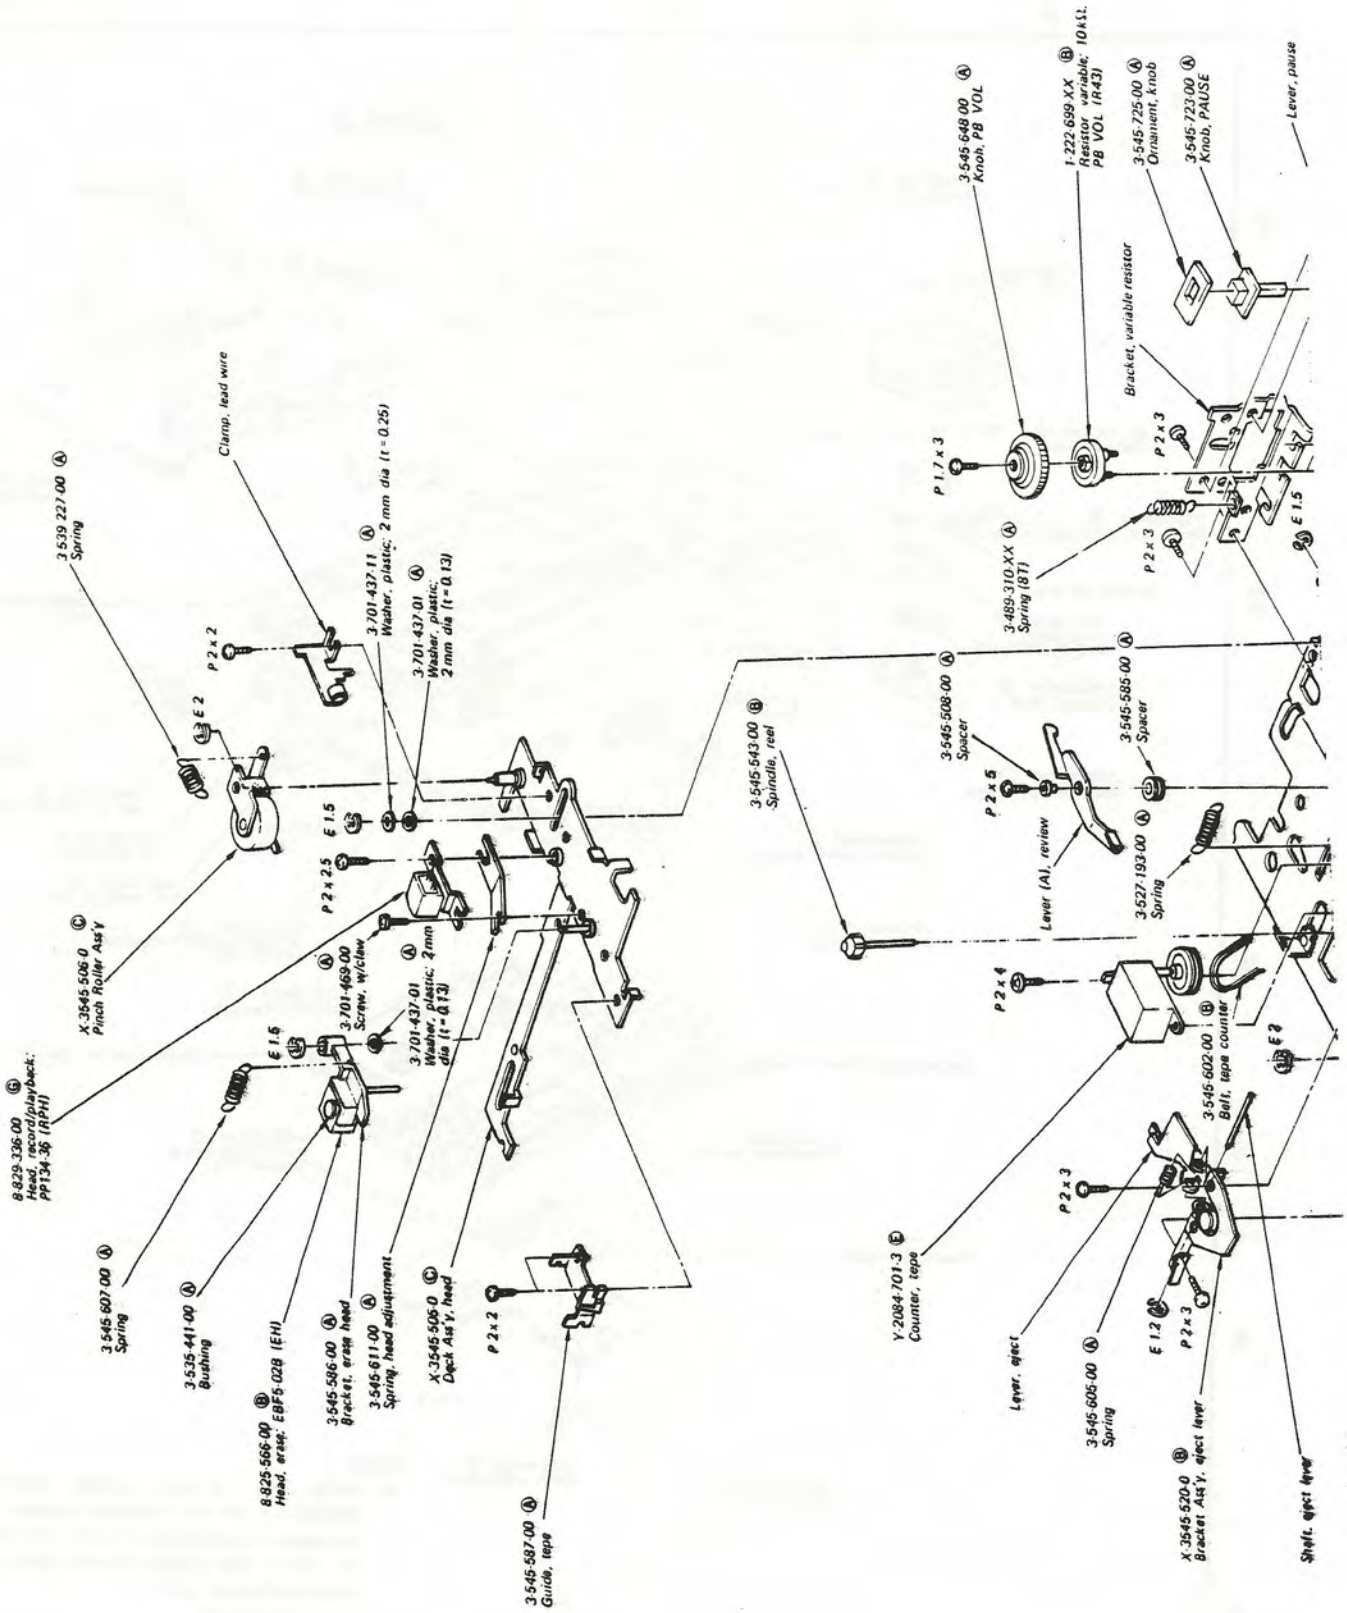 8-829-336-00 Ⓖ
Head, record/playback;
PP134-36 (RPH)
X-3545-506-0 Ⓒ
Pinch Roller Ass'y
3-539-227-00 Ⓐ
Spring
E 2
P 2 x 2
Clamp, lead wire
3-701-437-11 Ⓐ
Washer, plastic; 2 mm dia (t = 0.25)
3-701-437-01 Ⓐ
Washer, plastic;
2 mm dia (t = 0.13)
E 1.5
P 2 x 2.5
3-701-469-00 Ⓐ
Screw, w/claw
3-701-437-01 Ⓐ
Washer, plastic; 2 mm
dia (t = 0.13)
E 1.5
3-545-607-00 Ⓐ
Spring
3-535-441-00 Ⓐ
Bushing
8-825-566-00 Ⓑ
Head, erase; EBF5-02B (EH)
3-545-586-00 Ⓐ
Bracket, erase head
3-545-611-00 Ⓐ
Spring, head adjustment
X-3545-506-0 Ⓒ
Deck Ass'y, head
P 2 x 2
3-545-587-00 Ⓐ
Guide, tape
3-545-648-00 Ⓐ
Knob, PB VOL
1-222-699-XX Ⓑ
Resistor variable; 10 kΩ.
PB VOL (R43)
3-545-725-00 Ⓐ
Ornament, knob
3-545-723-00 Ⓐ
Knob, PAUSE
Lever, pause
Bracket, variable resistor
P 1.7 x 3
P 2 x 3
3-489-310-XX Ⓐ
Spring (8T)
P 2 x 3
E 1.5
3-545-543-00 Ⓑ
Spindle, reel
3-545-508-00 Ⓐ
Spacer
P 2 x 5
3-545-585-00 Ⓐ
Spacer
Lever (A), review
3-527-193-00 Ⓐ
Spring
P 2 x 4
3-545-602-00 Ⓑ
Belt, tape counter
E 2
Y-2084-701-3 Ⓔ
Counter, tape
P 2 x 3
Lever, eject
3-545-605-00 Ⓐ
Spring
E 1.2
P 2 x 3
X-3545-520-0 Ⓑ
Bracket Ass'y, eject lever
Shaft, eject lever